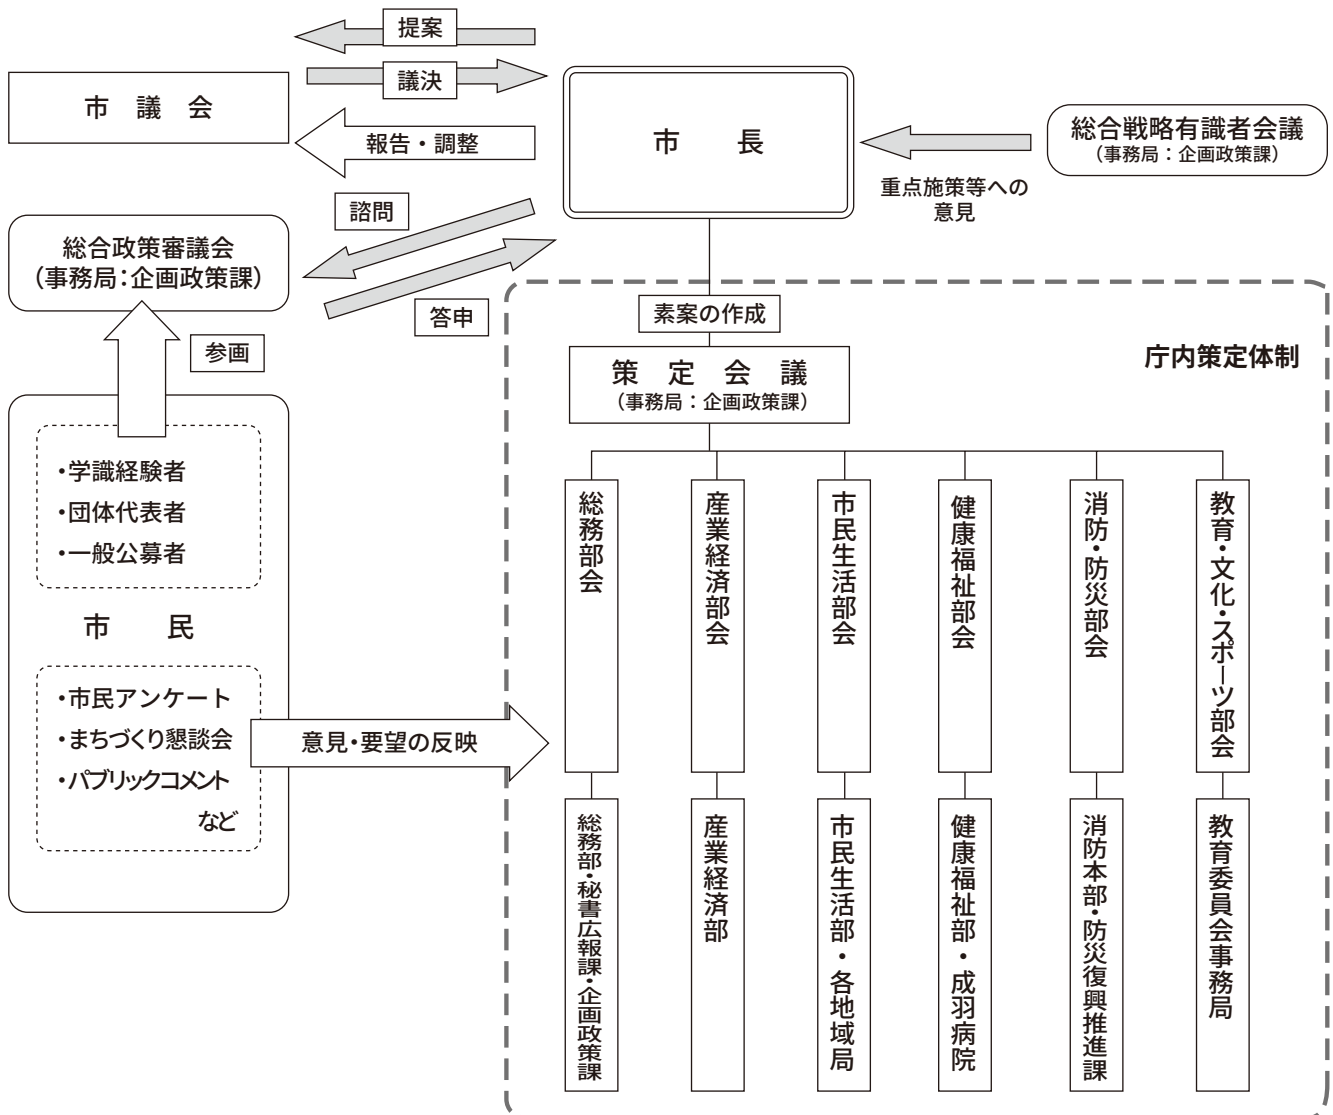 提案
議決
市議会
報告・調整
市長
総合戦略有識者会議
（事務局：企画政策課）
重点施策等への
意見
諮問
総合政策審議会
（事務局：企画政策課）
答申
参画
素案の作成
庁内策定体制
策定会議
（事務局：企画政策課）
・学識経験者
・団体代表者
・一般公募者
市民
・市民アンケート
・まちづくり懇談会
・パブリックコメント
など
意見・要望の反映
総務部会
産業経済部会
市民生活部会
健康福祉部会
消防・防災部会
教育・文化・スポーツ部会
総務部・秘書広報課・企画政策課
産業経済部
市民生活部・各地域局
健康福祉部・成羽病院
消防本部・防災復興推進課
教育委員会事務局